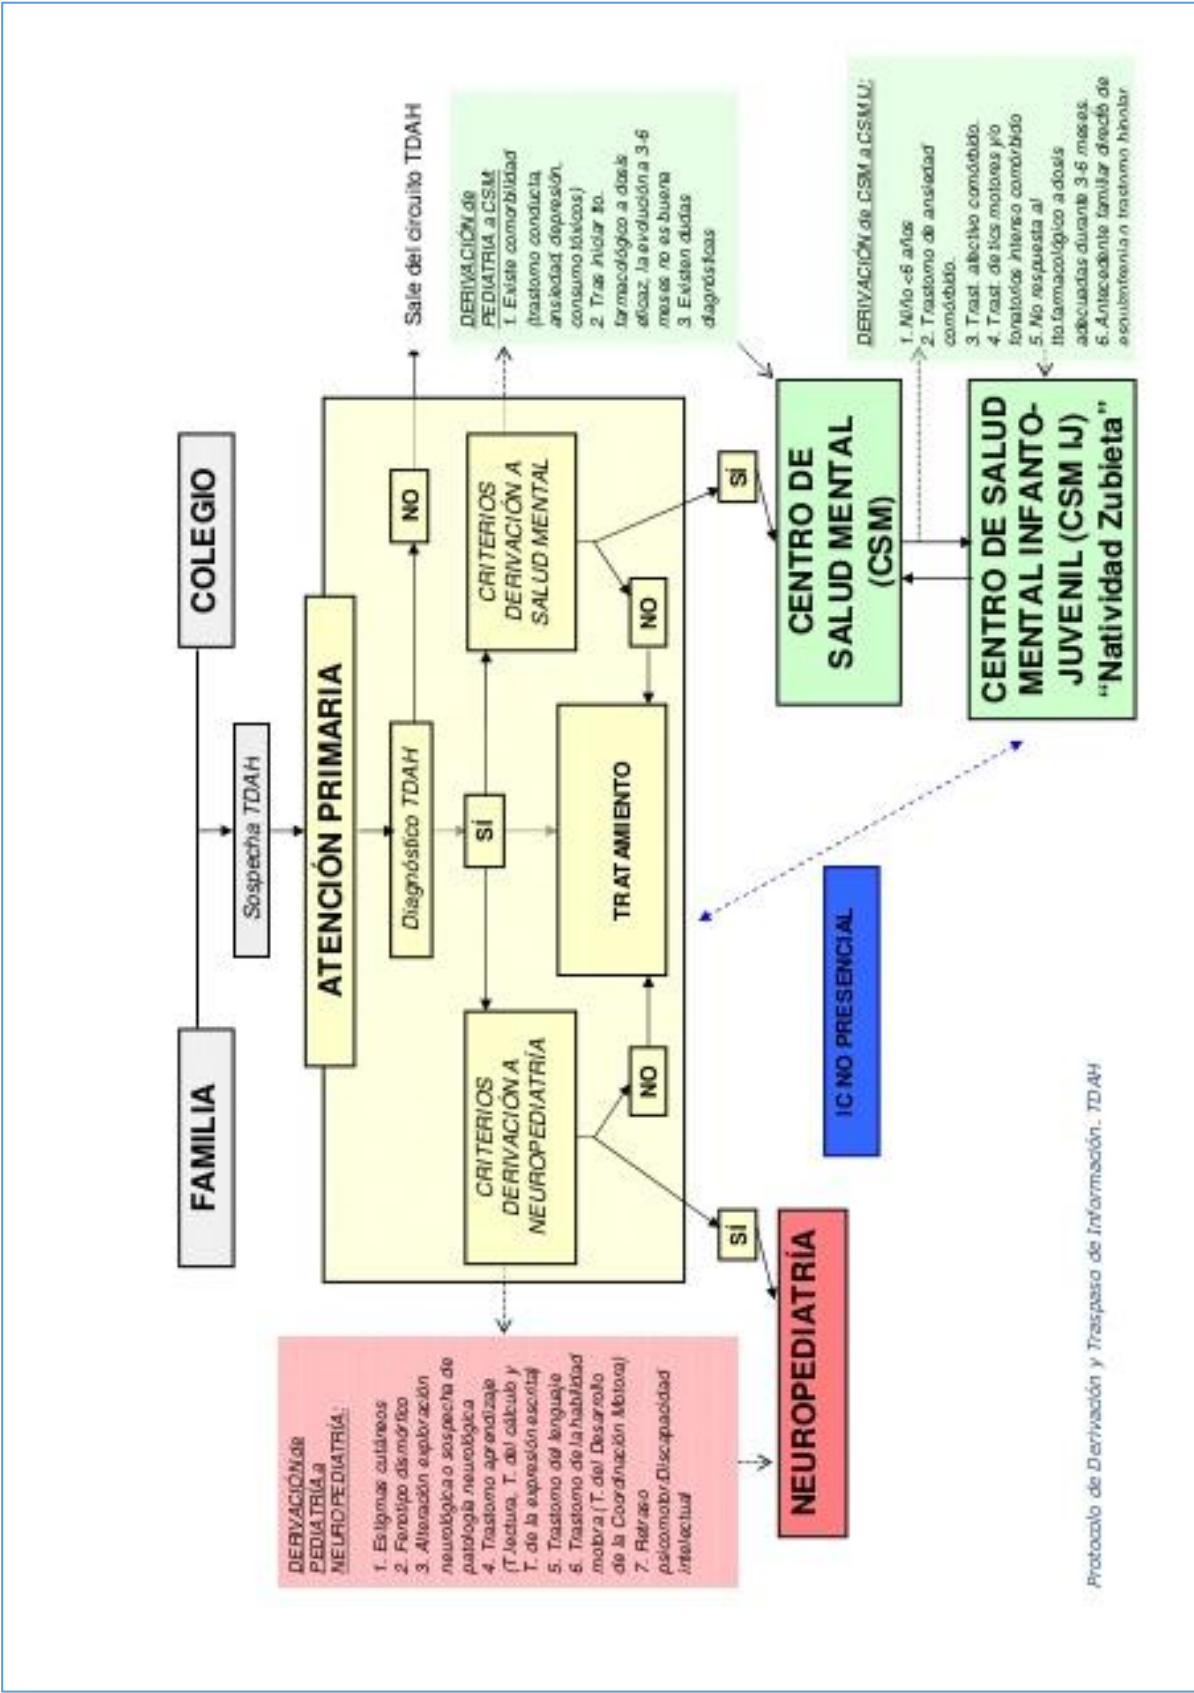 FAMILIA
COLEGIO
Sospecha TDAH
ATENCIÓN PRIMARIA
Diagnóstico TDAH
NO
Sale del circuito TDAH
SÍ
CRITERIOS
DERIVACIÓN A
NEUROPEDIATRÍA
CRITERIOS
DERIVACIÓN A
SALUD MENTAL
TRATAMIENTO
NO
NO
SÍ
SÍ
DERIVACIÓN de
PEDIATRÍA a
NEUROPEDIATRÍA:
1. Estigmas cutáneos
2. Fenotipo dismórfico
3. Alteración exploración
neurológica o sospecha de
patología neurológica
4. Trastorno aprendizaje
(T.lectura, T. del cálculo y
T. de la expresión escrita)
5. Trastorno del lenguaje
6. Trastorno de la habilidad
motora (T. del Desarrollo
de la Coordinación Motora)
7. Retraso
psicomotor/Discapacidad
intelectual
NEUROPEDIATRÍA
DERIVACIÓN de
PEDIATRÍA a CSM:
1. Existe comorbilidad
(trastorno conducta,
ansiedad, depresión,
consumo tóxicos)
2. Tras iniciar tto.
farmacológico a dosis
eficaz, la evolución a 3-6
meses no es buena
3. Existen dudas
diagnósticas
CENTRO DE
SALUD MENTAL
(CSM)
DERIVACIÓN de CSM a CSM IJ:
1. Niño <6 años
2. Trastorno de ansiedad
comórbido.
3. Trast. afectivo comórbido.
4. Trast. de tics motores y/o
fonatorios intenso comórbido
5. No respuesta al
tto.farmacológico a dosis
adecuadas durante 3-6 meses.
6. Antecedente familiar directo de
esquizofrenia o trastorno bipolar
CENTRO DE SALUD
MENTAL INFANTO-
JUVENIL (CSM IJ)
“Natividad Zubieta”
IC NO PRESENCIAL
Protocolo de Derivación y Traspaso de Información. TDAH